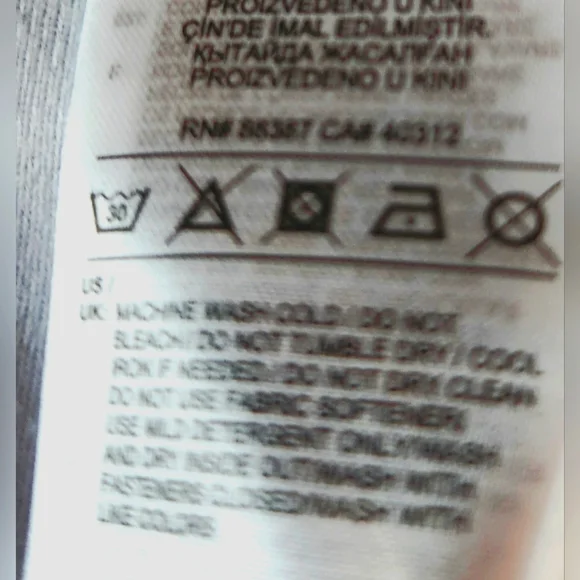 PROIZVEDENO U KINI
ÇİN'DE İMAL EDİLMİŞTİR.
ҚЫТАЙДА ЖАСАЛҒАН
PROIZVEDENO U KINI
RN# 88387 CA# 40312
30
US /
UK: MACHINE WASH COLD / DO NOT
BLEACH / DO NOT TUMBLE DRY / COOL
IRON IF NEEDED / DO NOT DRY CLEAN
DO NOT USE FABRIC SOFTENER/
USE MILD DETERGENT ONLY/WASH
AND DRY INSIDE OUT/WASH WITH
FASTENERS CLOSED/WASH WITH
LIKE COLORS